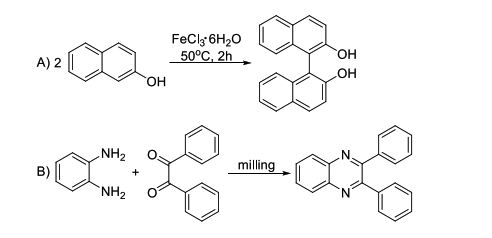 A) 2
OH
FeCl₃·6H₂O
50°C, 2h
OH
OH
B)
NH₂
NH₂
+
O
O
milling
N
N